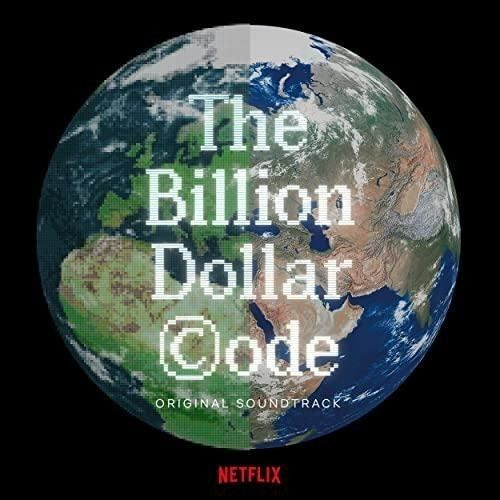 The
Billion
Dollar
©ode
ORIGINAL SOUNDTRACK
NETFLIX